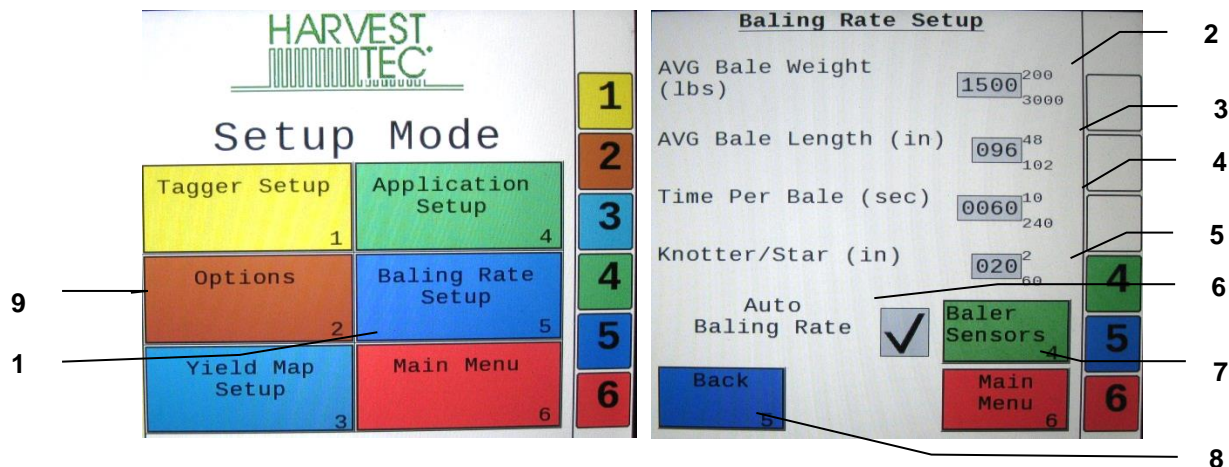 HARVEST
TEC
Setup Mode
Tagger Setup
1
Application
Setup
4
Options
2
Baling Rate
Setup
5
Yield Map
Setup
3
Main Menu
6
1
2
3
4
5
6
9
1
Baling Rate Setup
AVG Bale Weight
(lbs)
1500
200
3000
AVG Bale Length (in)
096
48
102
Time Per Bale (sec)
0060
10
240
Knotter/Star (in)
020
2
60
Auto
Baling Rate
Baler
Sensors
4
Back
5
Main
Menu
6
4
5
6
2
3
4
5
6
7
8